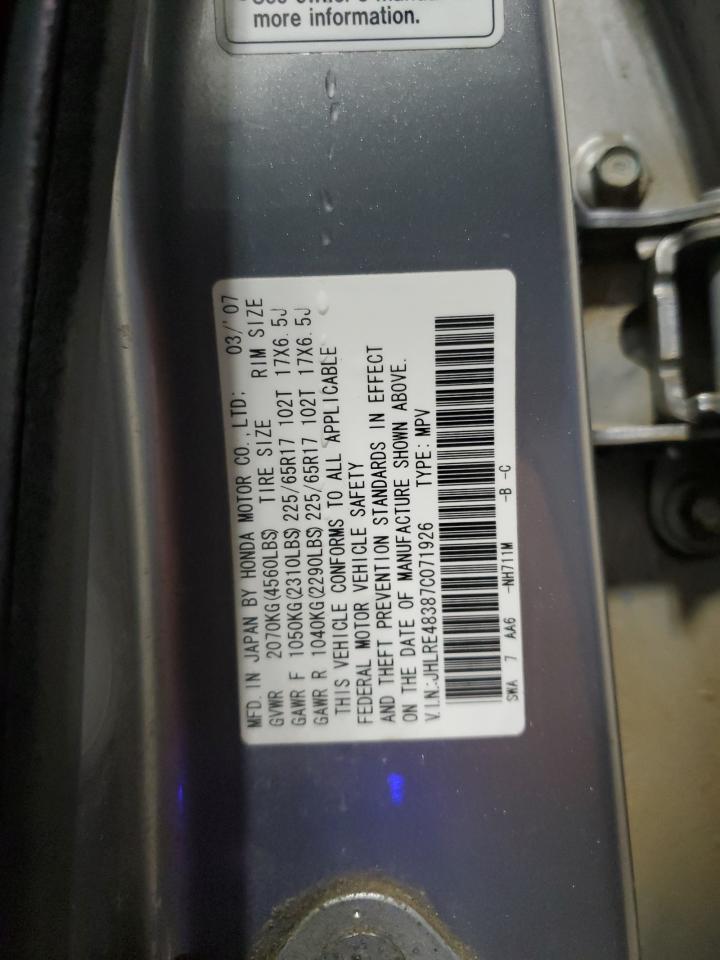 more information.
MFD. IN JAPAN BY HONDA MOTOR CO.,LTD; 03/'07
GVWR 2070KG(4560LBS) TIRE SIZE RIM SIZE
GAWR F 1050KG(2310LBS)225/65R17 102T 17X6.5J
GAWR R 1040KG(2290LBS)225/65R17 102T 17X6.5J
THIS VEHICLE CONFORMS TO ALL APPLICABLE
FEDERAL MOTOR VEHICLE SAFETY
AND THEFT PREVENTION STANDARDS IN EFFECT
ON THE DATE OF MANUFACTURE SHOWN ABOVE.
V.I.N:JHLRE48387C071926 TYPE: MPV
SWA 7 AA6 -NH711M -B -C